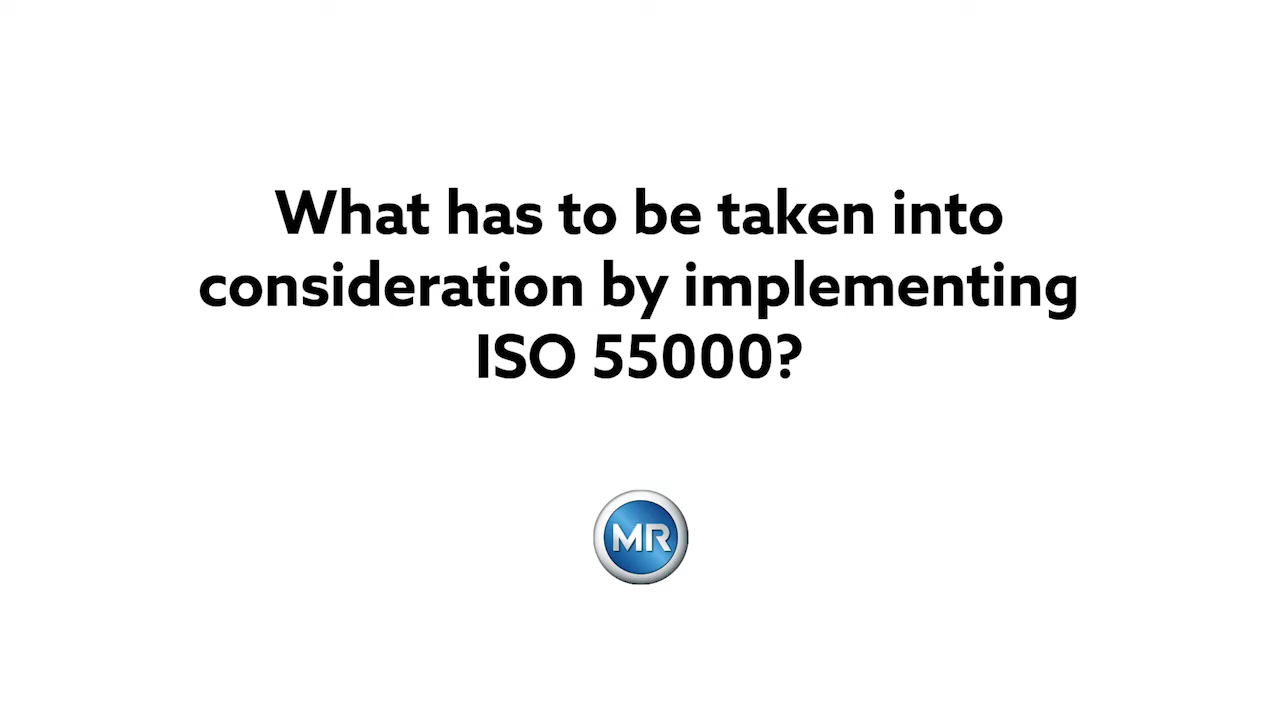 What has to be taken into
consideration by implementing
ISO 55000?
MR